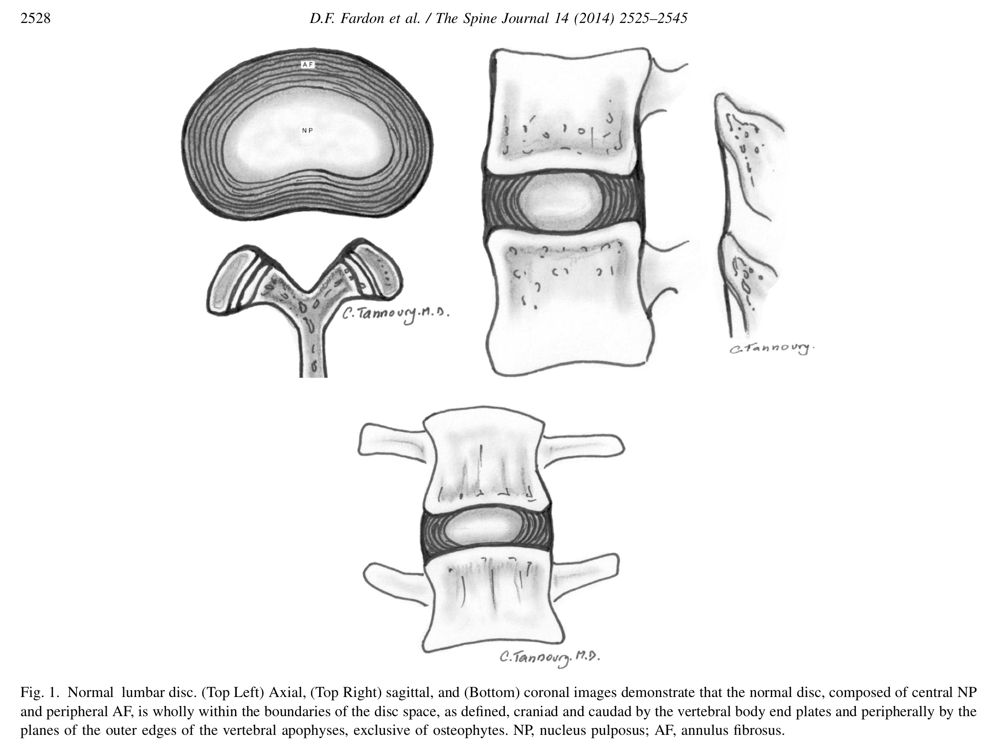 2528
D.F. Fardon et al. / The Spine Journal 14 (2014) 2525–2545
AF
NP
C. Tannoury. M.D.
C. Tannoury.
C. Tannoury. M.D.
Fig. 1. Normal lumbar disc. (Top Left) Axial, (Top Right) sagittal, and (Bottom) coronal images demonstrate that the normal disc, composed of central NP
and peripheral AF, is wholly within the boundaries of the disc space, as defined, craniad and caudad by the vertebral body end plates and peripherally by the
planes of the outer edges of the vertebral apophyses, exclusive of osteophytes. NP, nucleus pulposus; AF, annulus fibrosus.